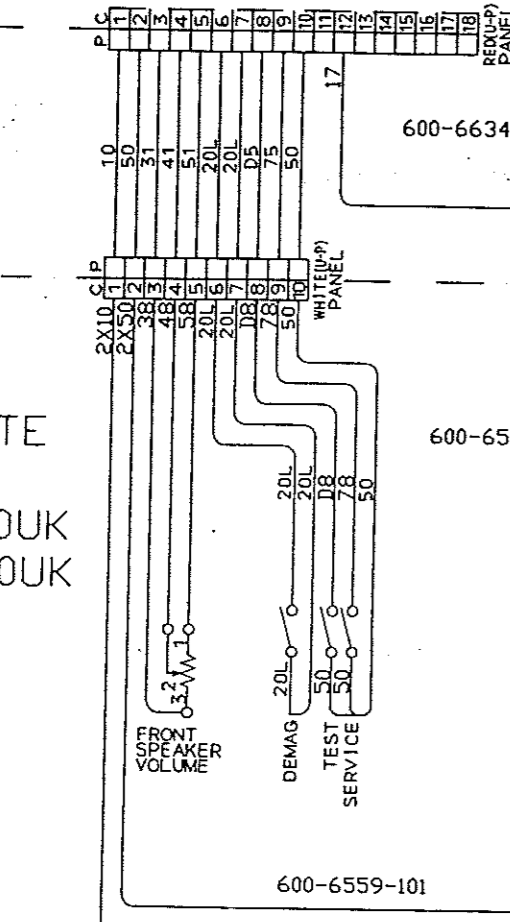 C 1 2 3 4 5 6 7 8 9 10 11 12 13 14 15 16 17 18
P
RED(U-P)
PANEL
17
600-6634
10 50 31 41 51 20L 20L D5 75 50
P
C 1 2 3 4 5 6 7 8 9 10
WHITE(U-P)
PANEL
2X10 2X50 38 48 58 20L 20L D8 78 50
TE
600-65
0UK
0UK
20L 20L D8 78 50
3 2 1
20L 50 50
FRONT
SPEAKER
VOLUME
DEMAG
TEST
SERVICE
600-6559-101